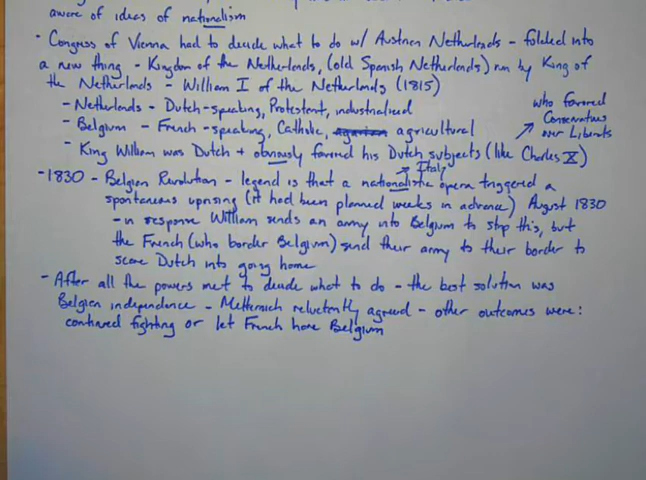 aware of ideas of nationalism
- Congress of Vienna had to decide what to do w/ Austrian Netherlands - folded into
a new thing - Kingdom of the Netherlands, (old Spanish Netherlands) run by King of
the Netherlands - William I of the Netherlands (1815)
- Netherlands - Dutch-speaking, Protestant, industrialized
who favored
Conservatives
over Liberals
- Belgium - French-speaking, Catholic, agrarian agricultural
- King William was Dutch + obviously favored his Dutch subjects (like Charles X)
→ Italy
- 1830 - Belgian Revolution - legend is that a nationalistic opera triggered a
spontaneous uprising (it had been planned weeks in advance) August 1830
- in response William sends an army into Belgium to stop this, but
the French (who border Belgium) send their army to their border to
scare Dutch into going home
- After all the powers met to decide what to do - the best solution was
Belgian independence - Metternich reluctantly agreed - other outcomes were:
continued fighting or let French have Belgium